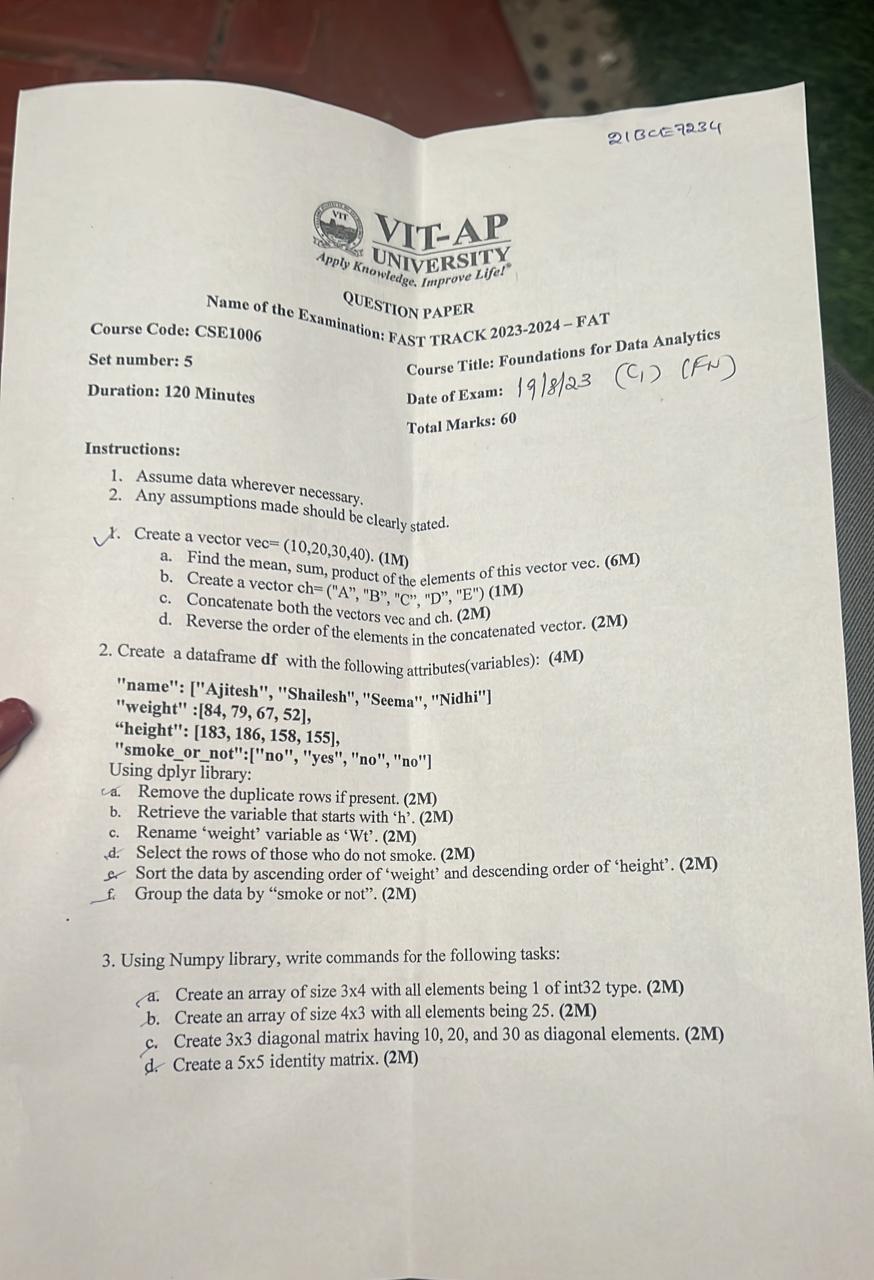 21BCE7234
VIT
VIT-AP
UNIVERSITY
Apply Knowledge. Improve Life!®
QUESTION PAPER
Name of the Examination: FAST TRACK 2023-2024 – FAT
Course Code: CSE1006
Course Title: Foundations for Data Analytics
Set number: 5
Date of Exam: 19/8/23 (C1) (FN)
Duration: 120 Minutes
Total Marks: 60
Instructions:
1. Assume data wherever necessary.
2. Any assumptions made should be clearly stated.
1. Create a vector vec= (10,20,30,40). (1M)
a. Find the mean, sum, product of the elements of this vector vec. (6M)
b. Create a vector ch= ("A”, "B”, "C”, "D”, "E") (1M)
c. Concatenate both the vectors vec and ch. (2M)
d. Reverse the order of the elements in the concatenated vector. (2M)
2. Create a dataframe df with the following attributes(variables): (4M)
"name": ["Ajitesh", "Shailesh", "Seema", "Nidhi"]
"weight" :[84, 79, 67, 52],
“height": [183, 186, 158, 155],
"smoke_or_not":["no", "yes", "no", "no"]
Using dplyr library:
a. Remove the duplicate rows if present. (2M)
b. Retrieve the variable that starts with ‘h’. (2M)
c. Rename ‘weight’ variable as ‘Wt’. (2M)
d. Select the rows of those who do not smoke. (2M)
e. Sort the data by ascending order of ‘weight’ and descending order of ‘height’. (2M)
f. Group the data by “smoke or not”. (2M)
3. Using Numpy library, write commands for the following tasks:
a. Create an array of size 3x4 with all elements being 1 of int32 type. (2M)
b. Create an array of size 4x3 with all elements being 25. (2M)
c. Create 3x3 diagonal matrix having 10, 20, and 30 as diagonal elements. (2M)
d. Create a 5x5 identity matrix. (2M)